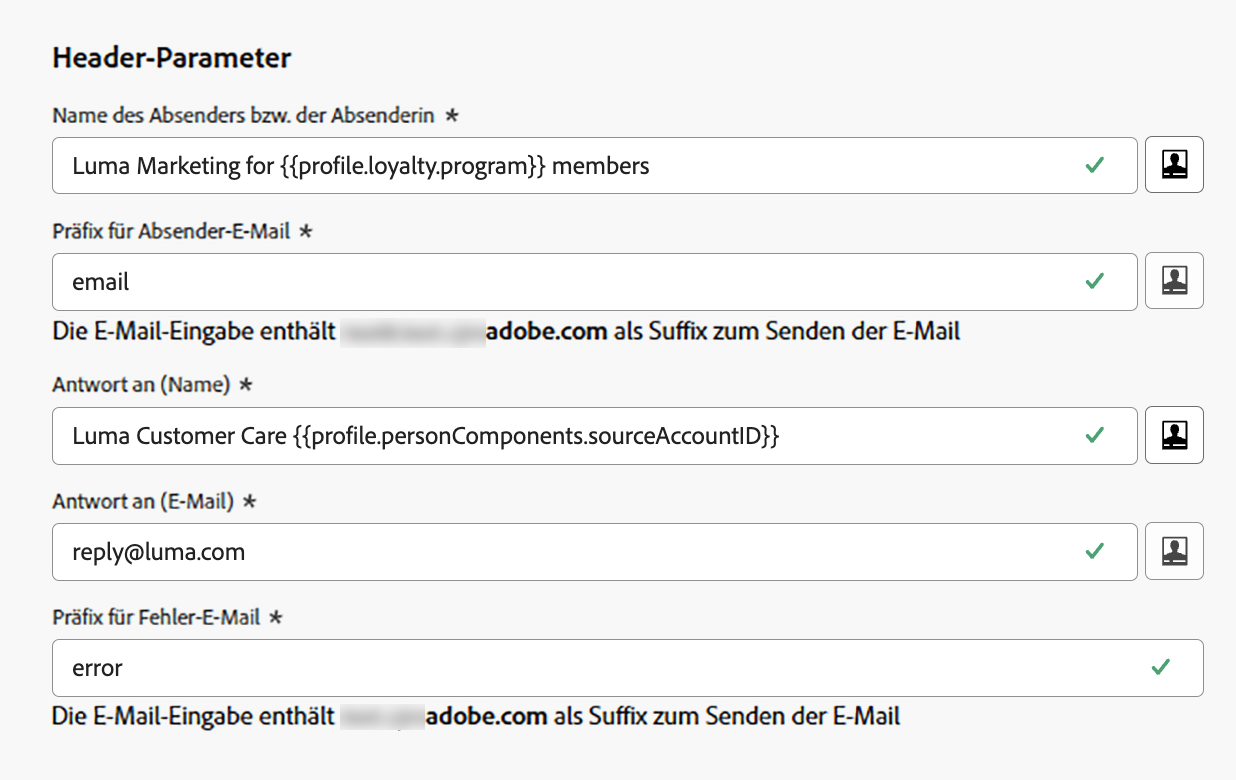 Header-Parameter
Name des Absenders bzw. der Absenderin *
Luma Marketing for {{profile.loyalty.program}} members
Präfix für Absender-E-Mail *
email
Die E-Mail-Eingabe enthält adobe.com als Suffix zum Senden der E-Mail
Antwort an (Name) *
Luma Customer Care {{profile.personComponents.sourceAccountID}}
Antwort an (E-Mail) *
reply@luma.com
Präfix für Fehler-E-Mail *
error
Die E-Mail-Eingabe enthält adobe.com als Suffix zum Senden der E-Mail